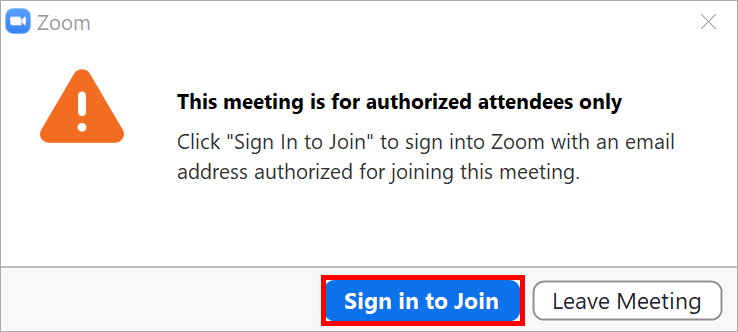 Zoom
This meeting is for authorized attendees only
Click "Sign In to Join" to sign into Zoom with an email
address authorized for joining this meeting.
Sign in to Join
Leave Meeting